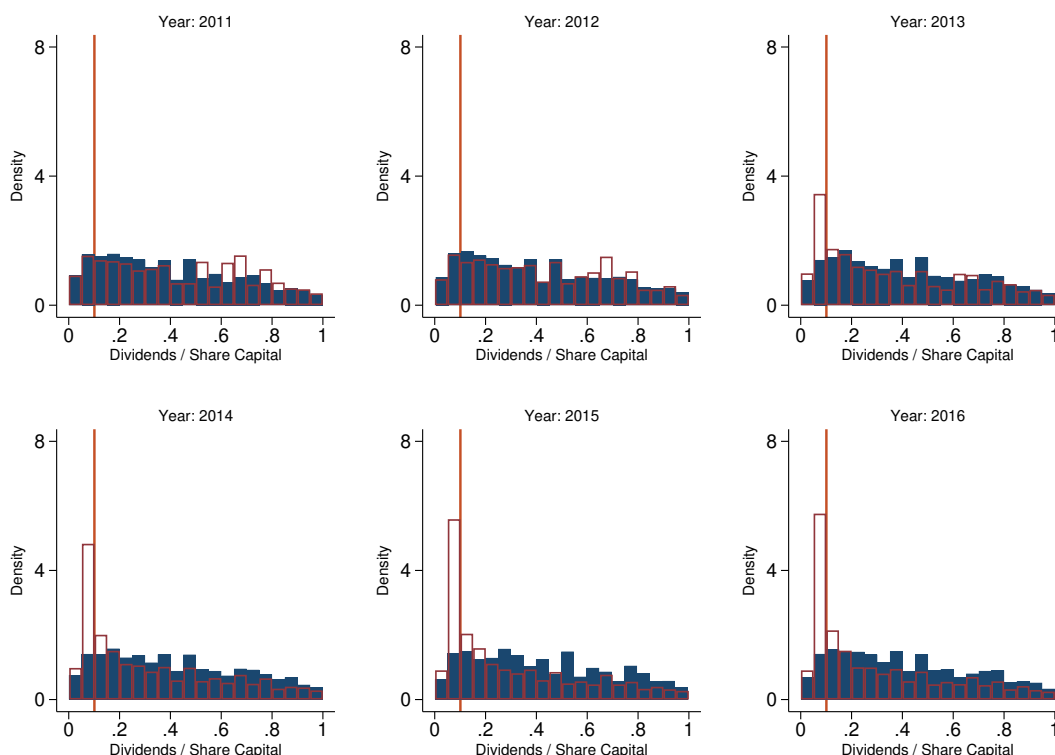 Year: 2011
8
4
0
Density
0 .2 .4 .6 .8 1
Dividends / Share Capital
Year: 2012
8
4
0
Density
0 .2 .4 .6 .8 1
Dividends / Share Capital
Year: 2013
8
4
0
Density
0 .2 .4 .6 .8 1
Dividends / Share Capital
Year: 2014
8
4
0
Density
0 .2 .4 .6 .8 1
Dividends / Share Capital
Year: 2015
8
4
0
Density
0 .2 .4 .6 .8 1
Dividends / Share Capital
Year: 2016
8
4
0
Density
0 .2 .4 .6 .8 1
Dividends / Share Capital